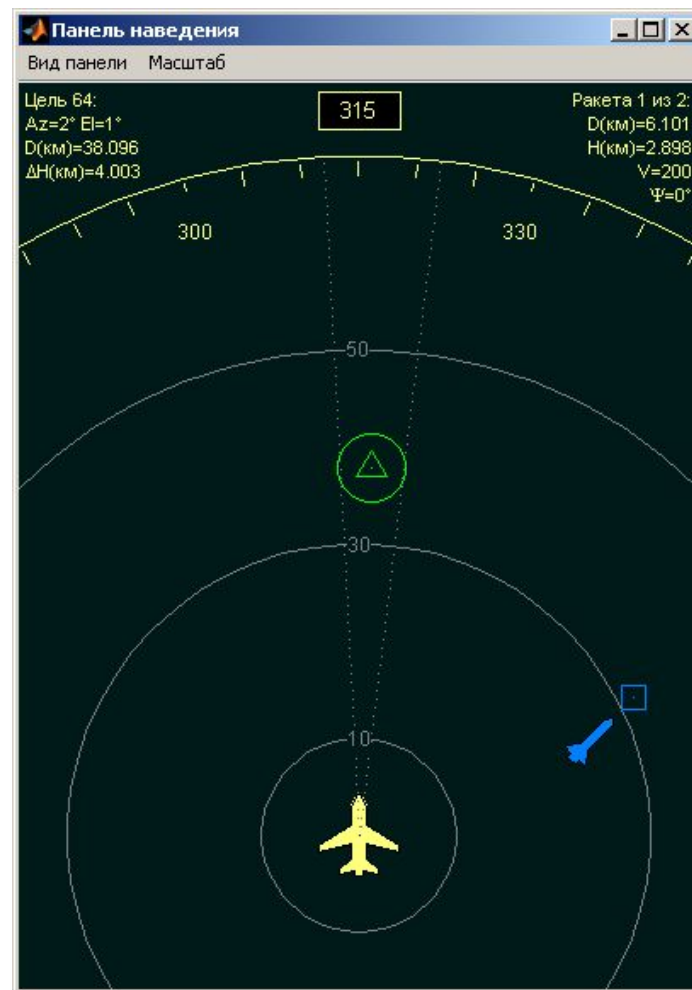 Панель наведения
Вид панели Масштаб
Цель 64:
Az=2° El=1°
D(км)=38.096
ΔH(км)=4.003
315
Ракета 1 из 2:
D(км)=6.101
H(км)=2.898
V=200
Ψ=0°
300
330
50
30
10